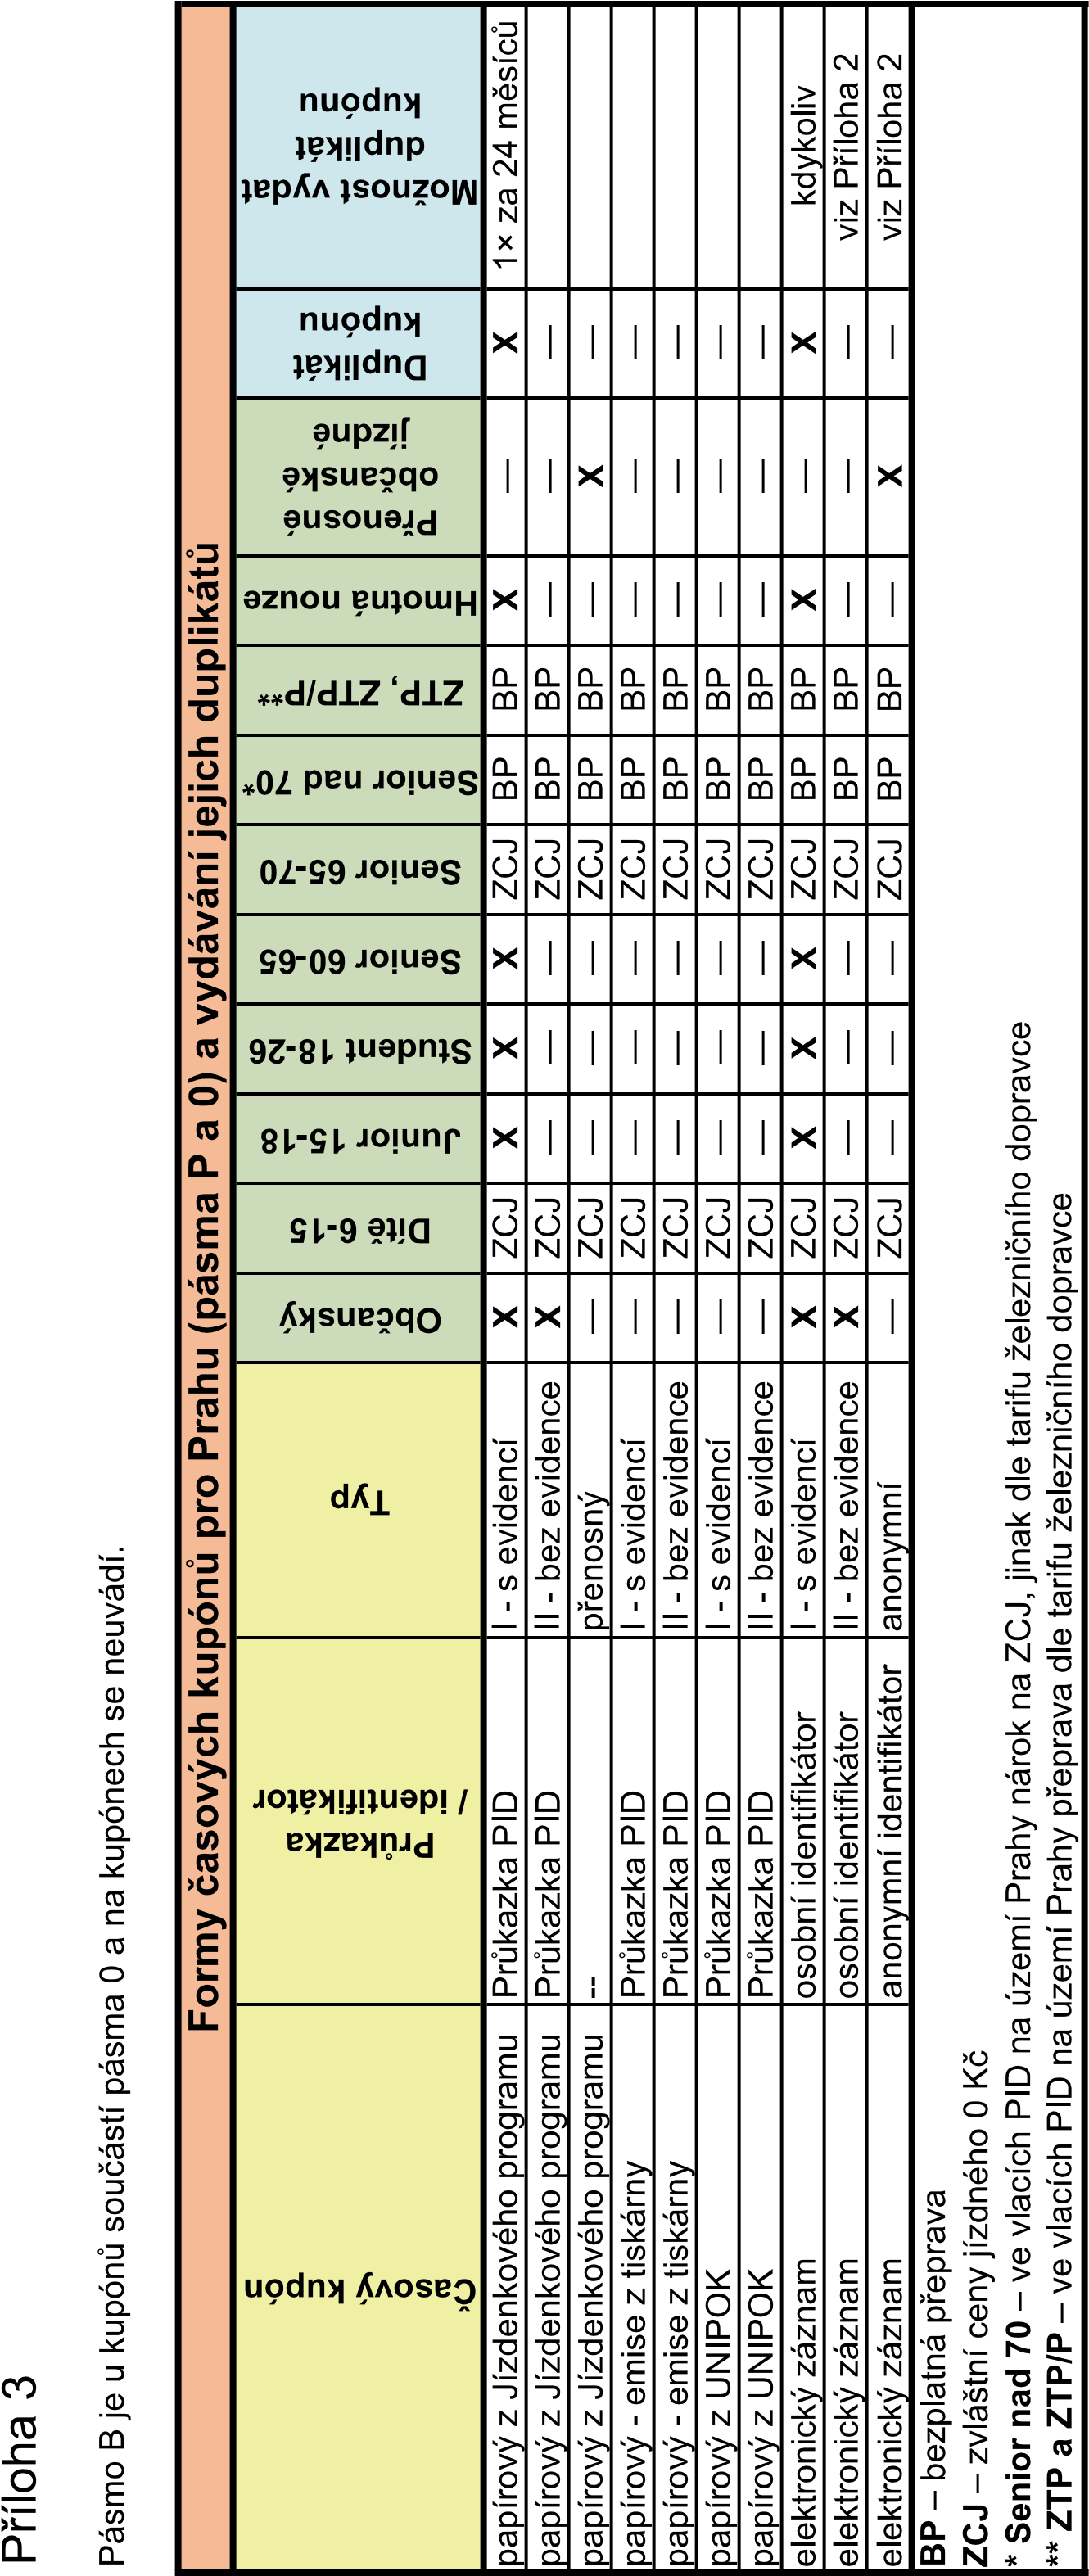 Příloha 3
Pásmo B je u kupónů součástí pásma 0 a na kupónech se neuvádí.
Formy časových kupónů pro Prahu (pásma P a 0) a vydávání jejich duplikátů
Časový kupón | Průkazka / identifikátor | Typ | Občanský | Dítě 6-15 | Junior 15-18 | Student 18-26 | Senior 60-65 | Senior 65-70 | Senior nad 70* | ZTP, ZTP/P** | Hmotná nouze | Přenosné občanské jízdné | Duplikát kupónu | Možnost vydat duplikát kupónu
papírový z Jízdenkového programu | Průkazka PID | I - s evidencí | X | ZCJ | X | X | X | ZCJ | BP | BP | X | — | X | 1× za 24 měsíců
papírový z Jízdenkového programu | Průkazka PID | II - bez evidence | X | ZCJ | — | — | — | ZCJ | BP | BP | — | — | —
papírový z Jízdenkového programu | -- | přenosný | — | ZCJ | — | — | — | ZCJ | BP | BP | — | X | —
papírový - emise z tiskárny | Průkazka PID | I - s evidencí | — | ZCJ | — | — | — | ZCJ | BP | BP | — | — | —
papírový - emise z tiskárny | Průkazka PID | II - bez evidence | — | ZCJ | — | — | — | ZCJ | BP | BP | — | — | —
papírový z UNIPOK | Průkazka PID | I - s evidencí | — | ZCJ | — | — | — | ZCJ | BP | BP | — | — | —
papírový z UNIPOK | Průkazka PID | II - bez evidence | — | ZCJ | — | — | — | ZCJ | BP | BP | — | — | —
elektronický záznam | osobní identifikátor | I - s evidencí | X | ZCJ | X | X | X | ZCJ | BP | BP | X | — | X | kdykoliv
elektronický záznam | osobní identifikátor | II - bez evidence | X | ZCJ | — | — | — | ZCJ | BP | BP | — | — | — | viz Příloha 2
elektronický záznam | anonymní identifikátor | anonymní | — | ZCJ | — | — | — | ZCJ | BP | BP | — | X | — | viz Příloha 2
BP – bezplatná přeprava
ZCJ – zvláštní ceny jízdného 0 Kč
* Senior nad 70 – ve vlacích PID na území Prahy nárok na ZCJ, jinak dle tarifu železničního dopravce
** ZTP a ZTP/P – ve vlacích PID na území Prahy přeprava dle tarifu železničního dopravce